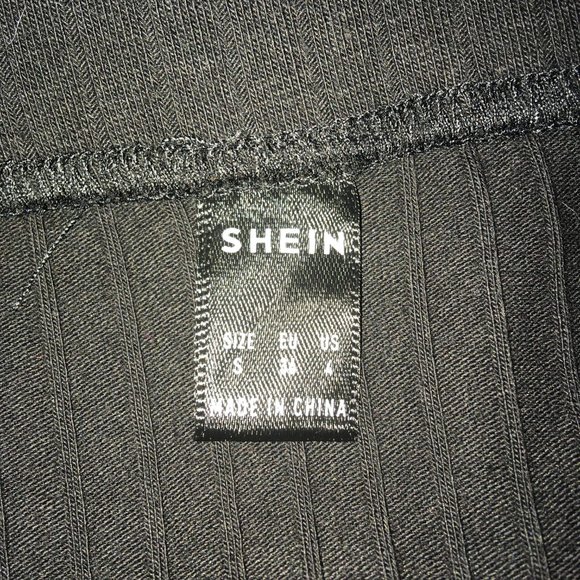 SHEIN
SIZE EU US
S 36 4
MADE IN CHINA